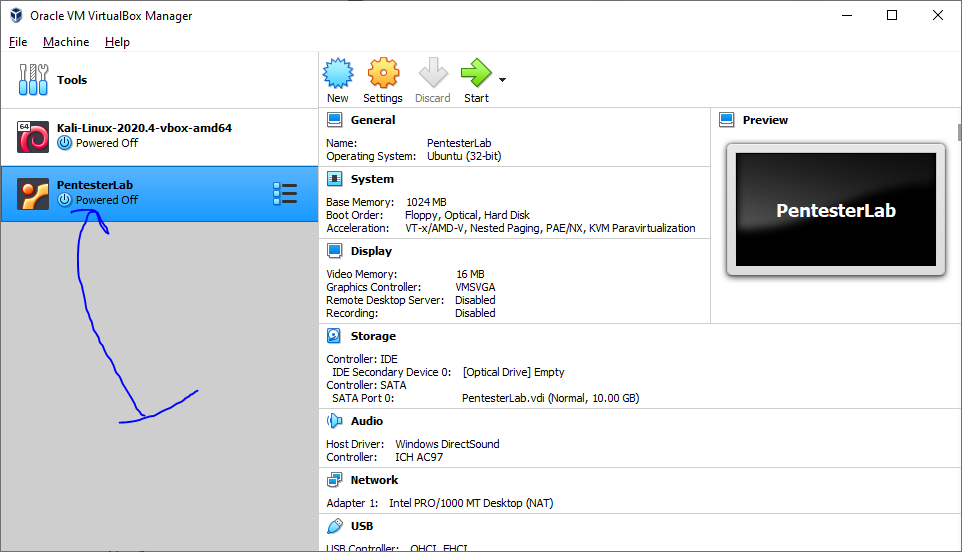 Oracle VM VirtualBox Manager
File Machine Help
Tools
New Settings Discard Start
64
Kali-Linux-2020.4-vbox-amd64
Powered Off
PentesterLab
Powered Off
General
Name: PentesterLab
Operating System: Ubuntu (32-bit)
System
Base Memory: 1024 MB
Boot Order: Floppy, Optical, Hard Disk
Acceleration: VT-x/AMD-V, Nested Paging, PAE/NX, KVM Paravirtualization
Display
Video Memory: 16 MB
Graphics Controller: VMSVGA
Remote Desktop Server: Disabled
Recording: Disabled
Storage
Controller: IDE
IDE Secondary Device 0: [Optical Drive] Empty
Controller: SATA
SATA Port 0: PentesterLab.vdi (Normal, 10.00 GB)
Audio
Host Driver: Windows DirectSound
Controller: ICH AC97
Network
Adapter 1: Intel PRO/1000 MT Desktop (NAT)
USB
USB Controller: OHCI, EHCI
Preview
PentesterLab